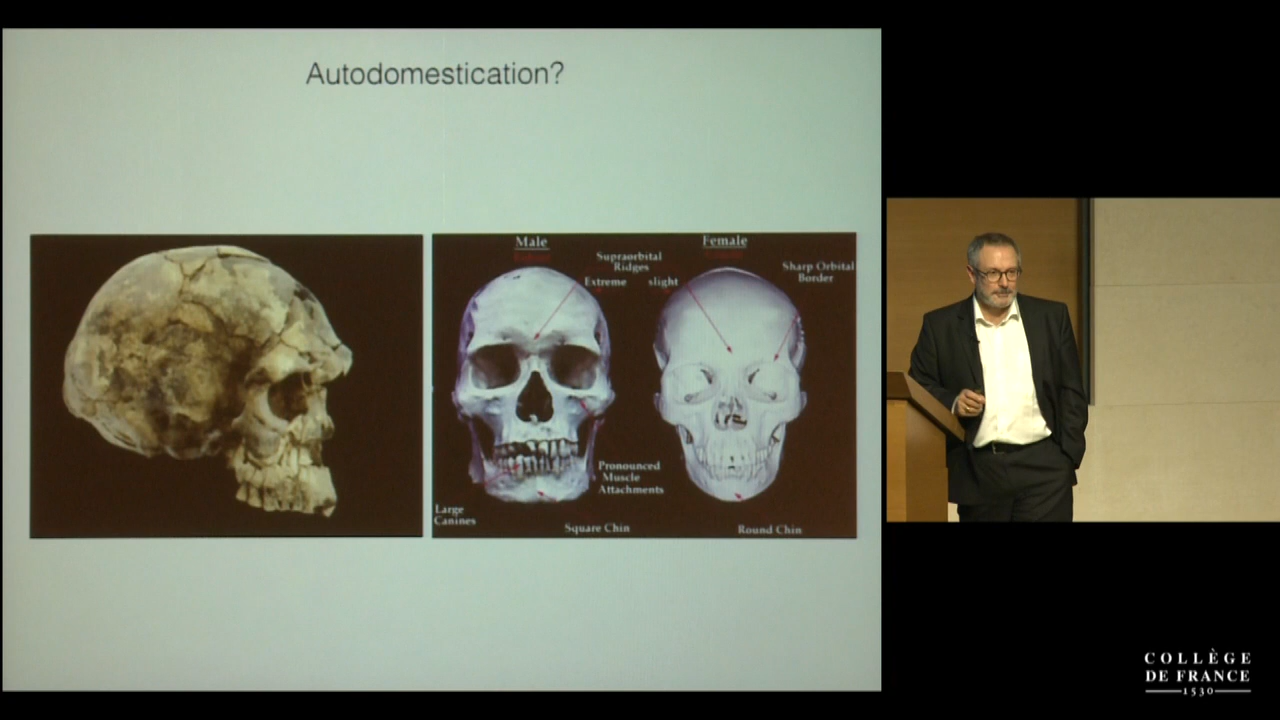 Autodomestication?
Male
Female
Supraorbital
Ridges
Extreme
slight
Sharp Orbital
Border
Pronounced
Muscle
Attachments
Large
Canines
Square Chin
Round Chin
COLLÈGE
DE FRANCE
1530